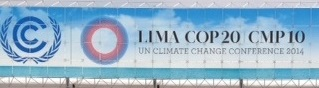 LIMA COP20 | CMP10
UN CLIMATE CHANGE CONFERENCE 2014